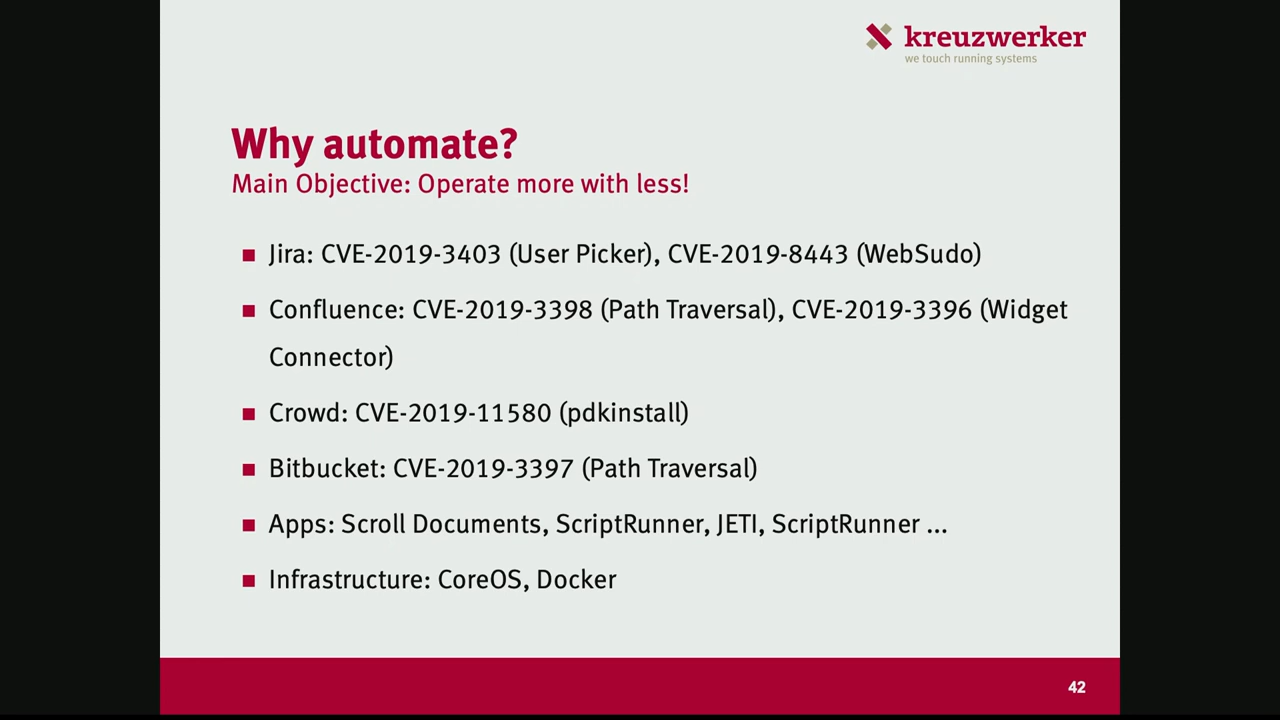 kreuzwerker
we touch running systems
Why automate?
Main Objective: Operate more with less!
Jira: CVE-2019-3403 (User Picker), CVE-2019-8443 (WebSudo)
Confluence: CVE-2019-3398 (Path Traversal), CVE-2019-3396 (Widget
Connector)
Crowd: CVE-2019-11580 (pdkinstall)
Bitbucket: CVE-2019-3397 (Path Traversal)
Apps: Scroll Documents, ScriptRunner, JETI, ScriptRunner ...
Infrastructure: CoreOS, Docker
42